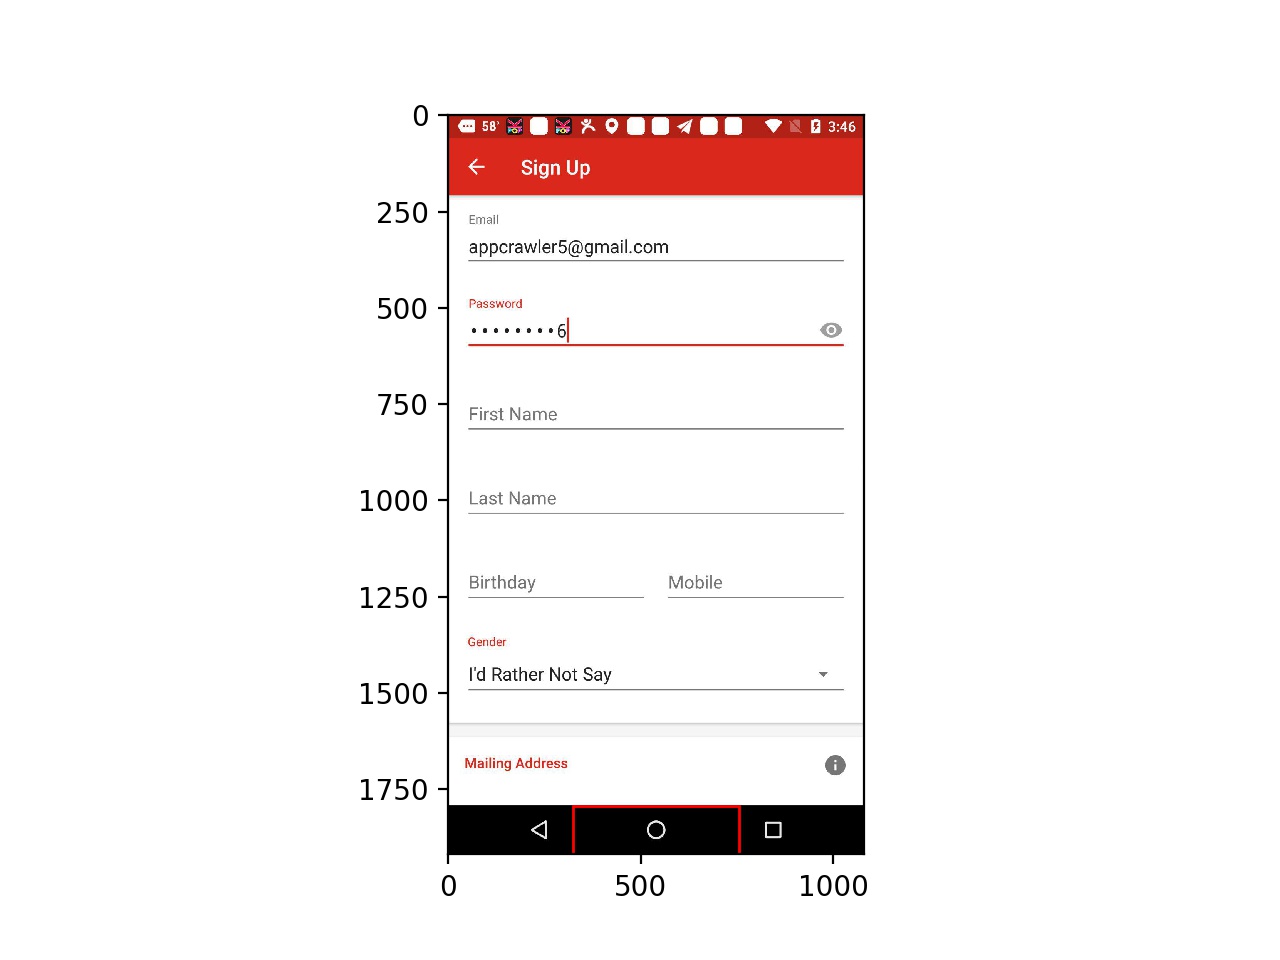 0
58°
3:46
Sign Up
250
Email
appcrawler5@gmail.com
500
Password
••••••••6
750
First Name
1000
Last Name
1250
Birthday Mobile
Gender
1500
I'd Rather Not Say
Mailing Address
1750
0 500 1000